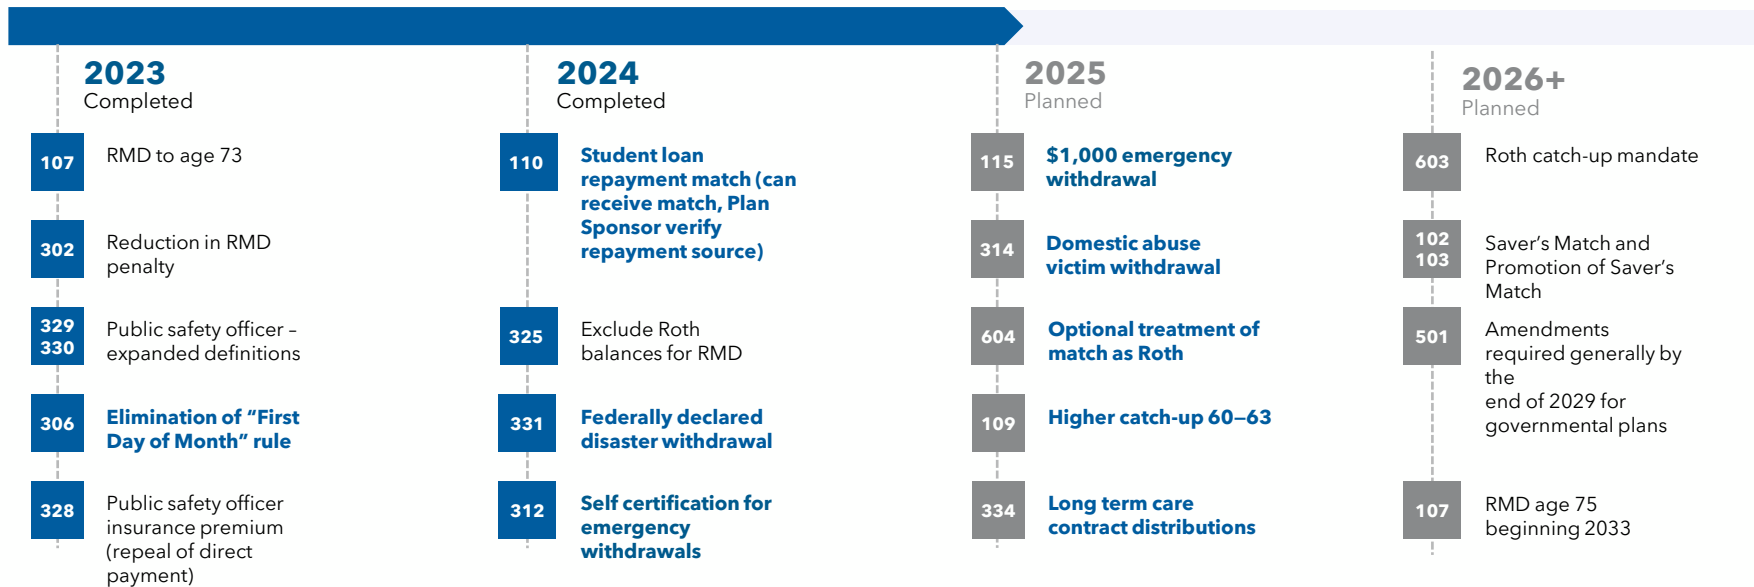 2023
Completed
107
RMD to age 73
302
Reduction in RMD
penalty
329
330
Public safety officer –
expanded definitions
306
Elimination of “First
Day of Month” rule
328
Public safety officer
insurance premium
(repeal of direct
payment)
2024
Completed
110
Student loan
repayment match (can
receive match, Plan
Sponsor verify
repayment source)
325
Exclude Roth
balances for RMD
331
Federally declared
disaster withdrawal
312
Self certification for
emergency
withdrawals
2025
Planned
115
$1,000 emergency
withdrawal
314
Domestic abuse
victim withdrawal
604
Optional treatment of
match as Roth
109
Higher catch-up 60–63
334
Long term care
contract distributions
2026+
Planned
603
Roth catch-up mandate
102
103
Saver’s Match and
Promotion of Saver’s
Match
501
Amendments
required generally by
the
end of 2029 for
governmental plans
107
RMD age 75
beginning 2033